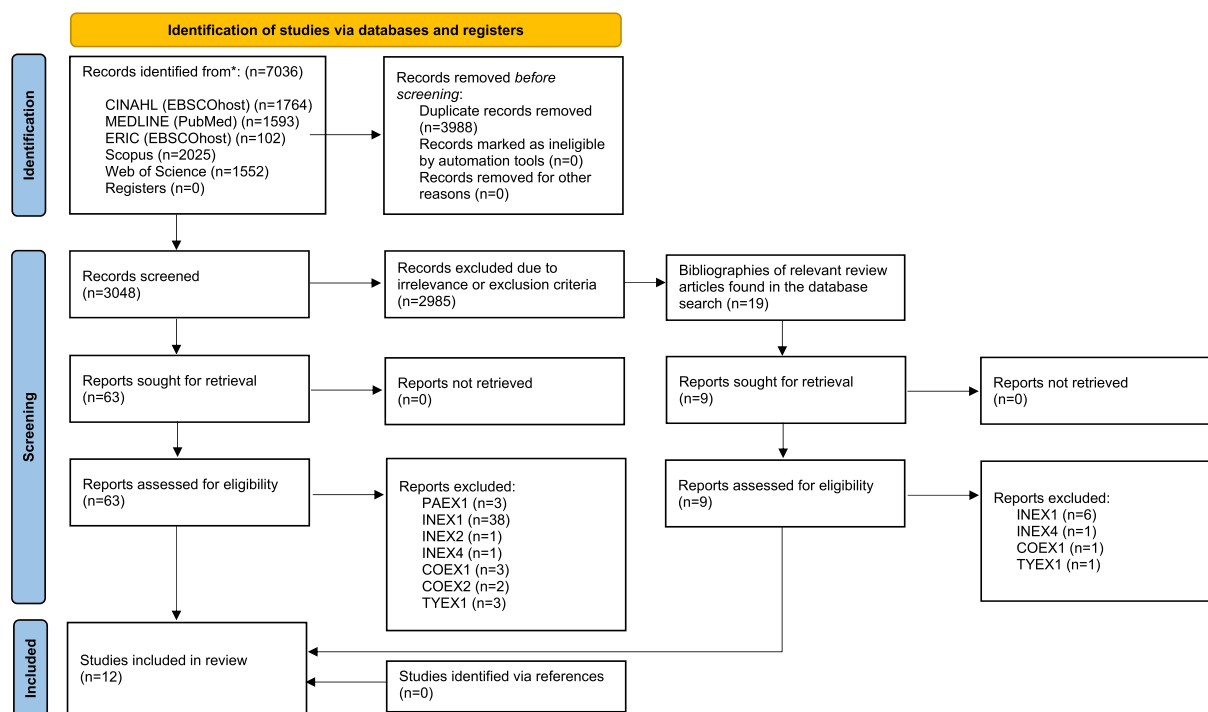 Identification of studies via databases and registers
Identification
Records identified from*: (n=7036)
CINAHL (EBSCOhost) (n=1764)
MEDLINE (PubMed) (n=1593)
ERIC (EBSCOhost) (n=102)
Scopus (n=2025)
Web of Science (n=1552)
Registers (n=0)
Records removed before
screening:
Duplicate records removed
(n=3988)
Records marked as ineligible
by automation tools (n=0)
Records removed for other
reasons (n=0)
Screening
Records screened
(n=3048)
Records excluded due to
irrelevance or exclusion criteria
(n=2985)
Bibliographies of relevant review
articles found in the database
search (n=19)
Reports sought for retrieval
(n=63)
Reports not retrieved
(n=0)
Reports sought for retrieval
(n=9)
Reports not retrieved
(n=0)
Reports assessed for eligibility
(n=63)
Reports excluded:
PAEX1 (n=3)
INEX1 (n=38)
INEX2 (n=1)
INEX4 (n=1)
COEX1 (n=3)
COEX2 (n=2)
TYEX1 (n=3)
Reports assessed for eligibility
(n=9)
Reports excluded:
INEX1 (n=6)
INEX4 (n=1)
COEX1 (n=1)
TYEX1 (n=1)
Included
Studies included in review
(n=12)
Studies identified via references
(n=0)